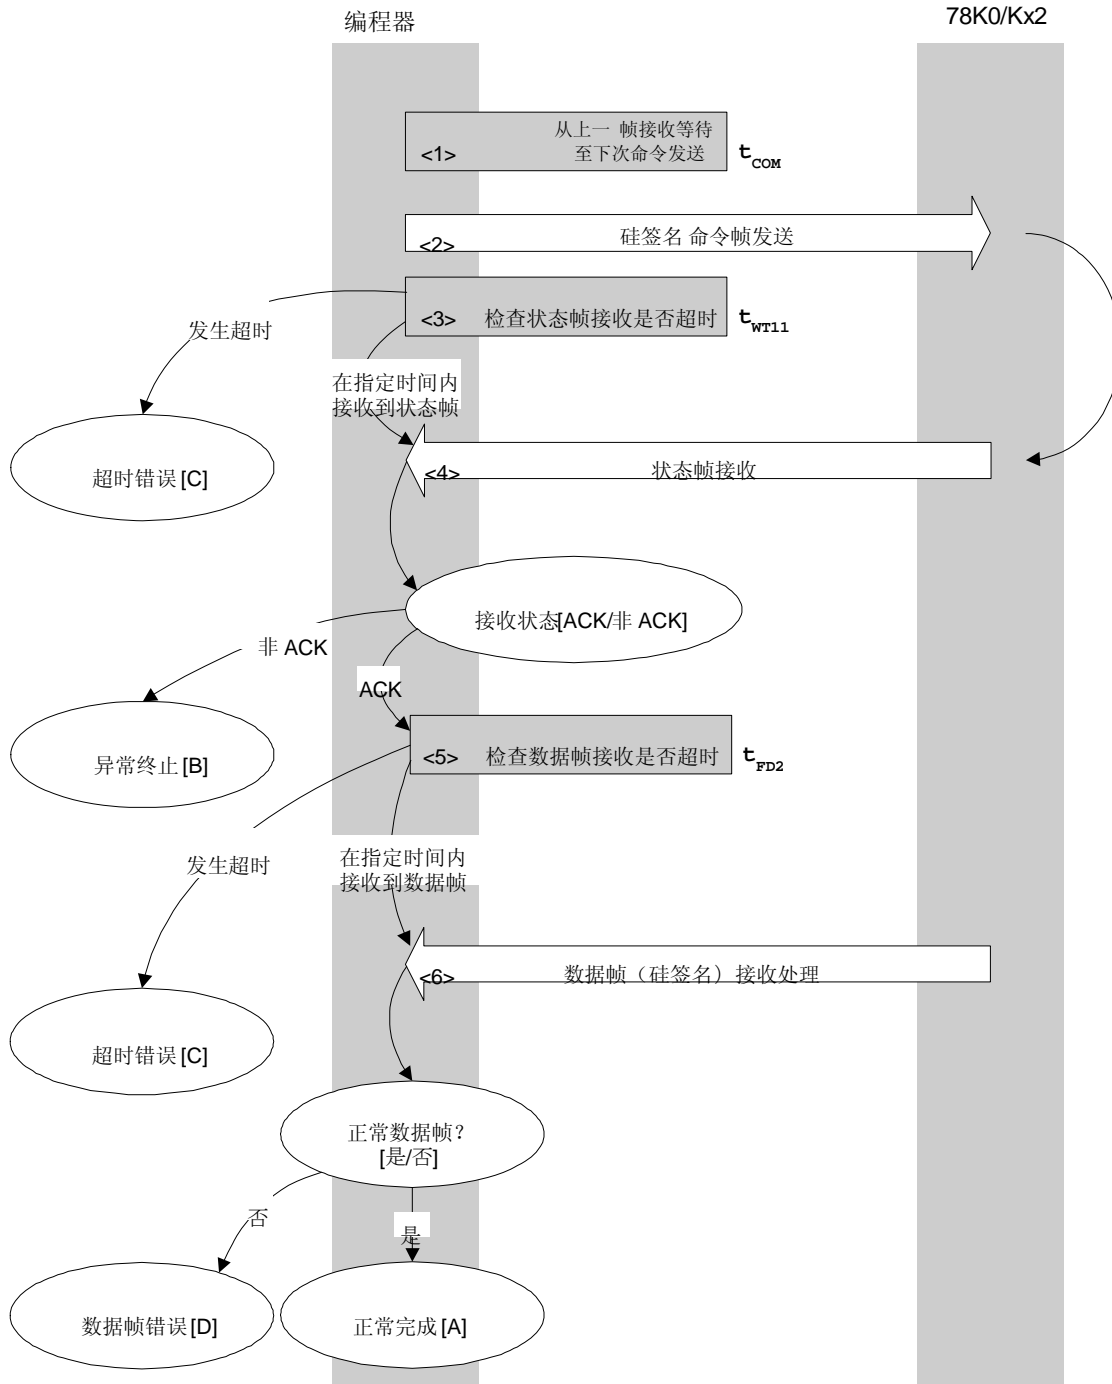 编程器
78K0/Kx2
从上一 帧接收等待
<1> 至下次命令发送 tCOM
<2> 硅签名 命令帧发送
<3> 检查状态帧接收是否超时 tWT11
发生超时
在指定时间内
接收到状态帧
超时错误 [C]
<4> 状态帧接收
接收状态[ACK/非 ACK]
非 ACK
ACK
异常终止 [B]
<5> 检查数据帧接收是否超时 tFD2
发生超时
在指定时间内
接收到数据帧
<6> 数据帧（硅签名）接收处理
超时错误 [C]
正常数据帧？
[是/否]
否
是
数据帧错误 [D]
正常完成 [A]